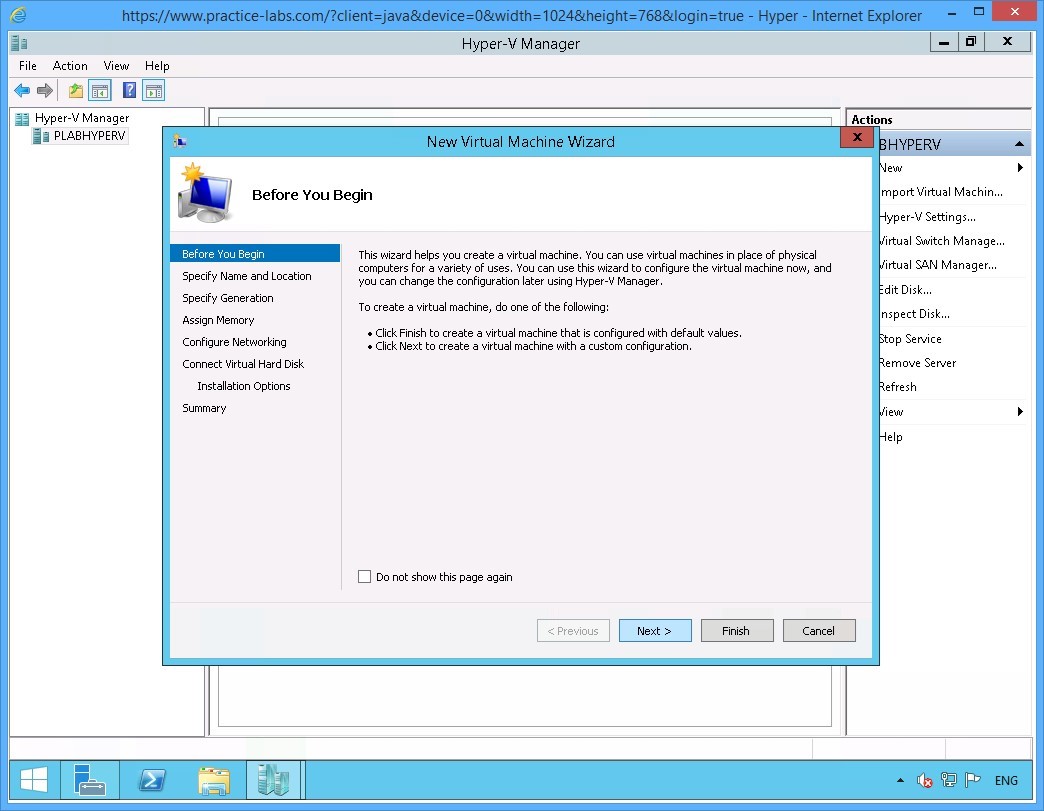 https://www.practice-labs.com/?client=java&device=0&width=1024&height=768&login=true - Hyper - Internet Explorer
Hyper-V Manager
File Action View Help
Hyper-V Manager
PLABHYPERV
Actions
BHYPERV
New
mport Virtual Machin...
Hyper-V Settings...
Virtual Switch Manage...
Virtual SAN Manager...
Edit Disk...
nspect Disk...
Stop Service
Remove Server
Refresh
View
Help
New Virtual Machine Wizard
Before You Begin
Before You Begin
Specify Name and Location
Specify Generation
Assign Memory
Configure Networking
Connect Virtual Hard Disk
Installation Options
Summary
This wizard helps you create a virtual machine. You can use virtual machines in place of physical
computers for a variety of uses. You can use this wizard to configure the virtual machine now, and
you can change the configuration later using Hyper-V Manager.
To create a virtual machine, do one of the following:
• Click Finish to create a virtual machine that is configured with default values.
• Click Next to create a virtual machine with a custom configuration.
Do not show this page again
< Previous Next > Finish Cancel
ENG